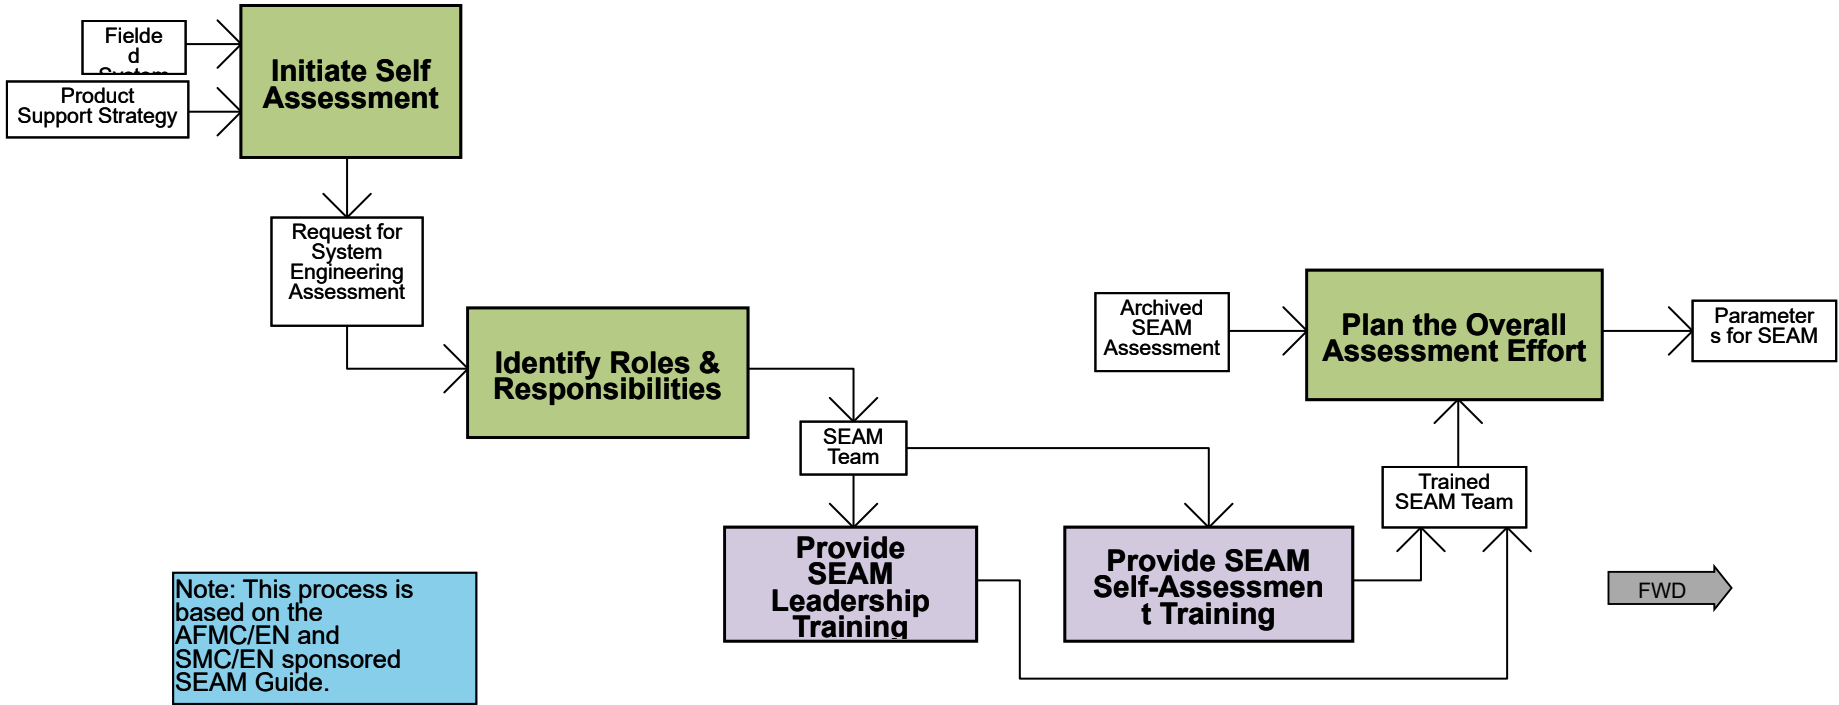 Fielde
d
System
Product
Support Strategy
Initiate Self
Assessment
Request for
System
Engineering
Assessment
Identify Roles &
Responsibilities
SEAM
Team
Archived
SEAM
Assessment
Plan the Overall
Assessment Effort
Parameter
s for SEAM
Trained
SEAM Team
Provide
SEAM
Leadership
Training
Provide SEAM
Self-Assessmen
t Training
FWD
Note: This process is
based on the
AFMC/EN and
SMC/EN sponsored
SEAM Guide.